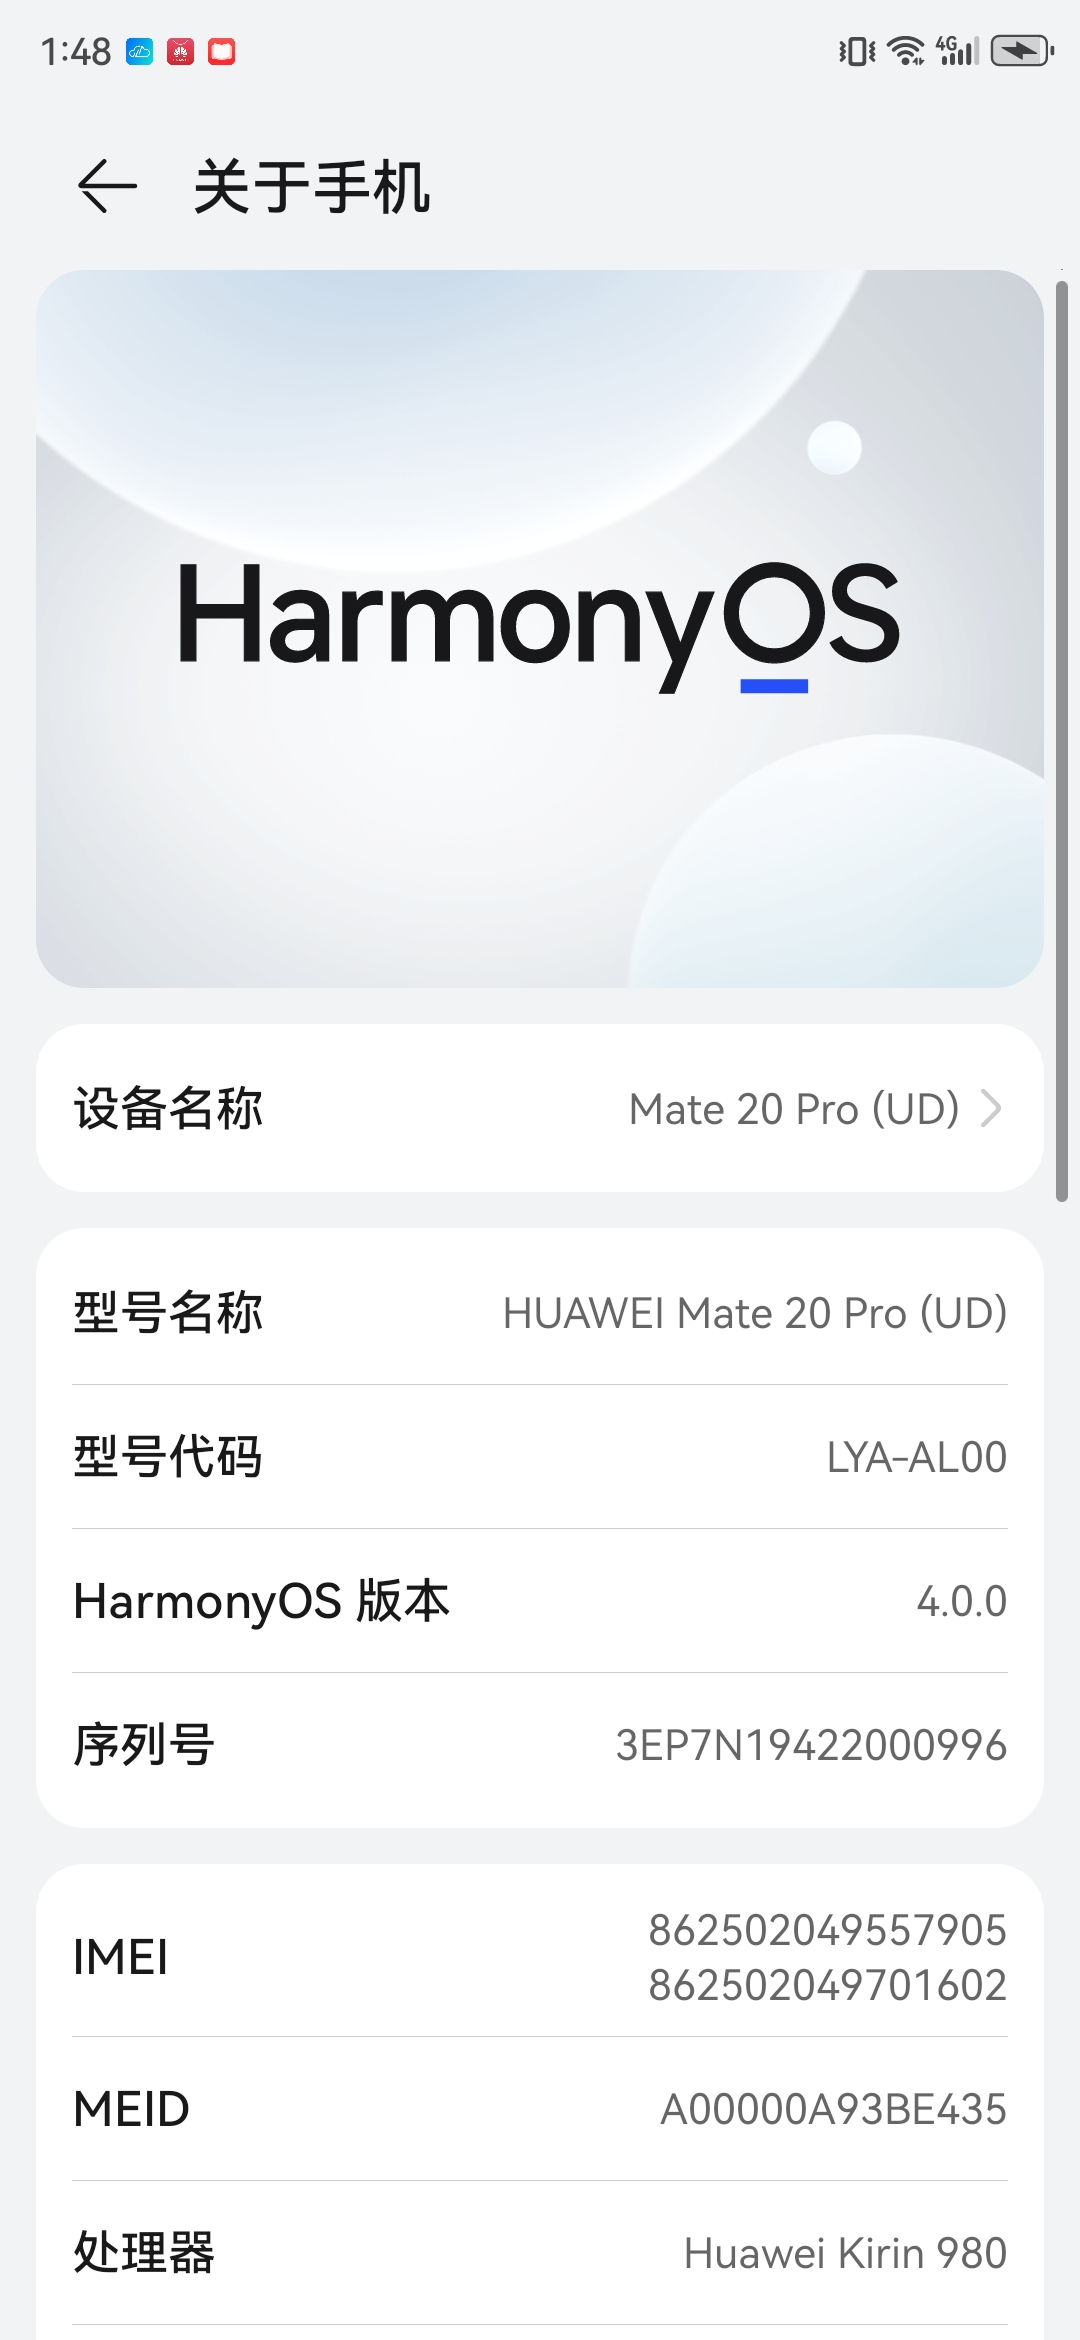 1:48
4G
关于手机
HarmonyOS
设备名称 Mate 20 Pro (UD)
型号名称 HUAWEI Mate 20 Pro (UD)
型号代码 LYA-AL00
HarmonyOS 版本 4.0.0
序列号 3EP7N19422000996
IMEI 862502049557905
862502049701602
MEID A00000A93BE435
处理器 Huawei Kirin 980